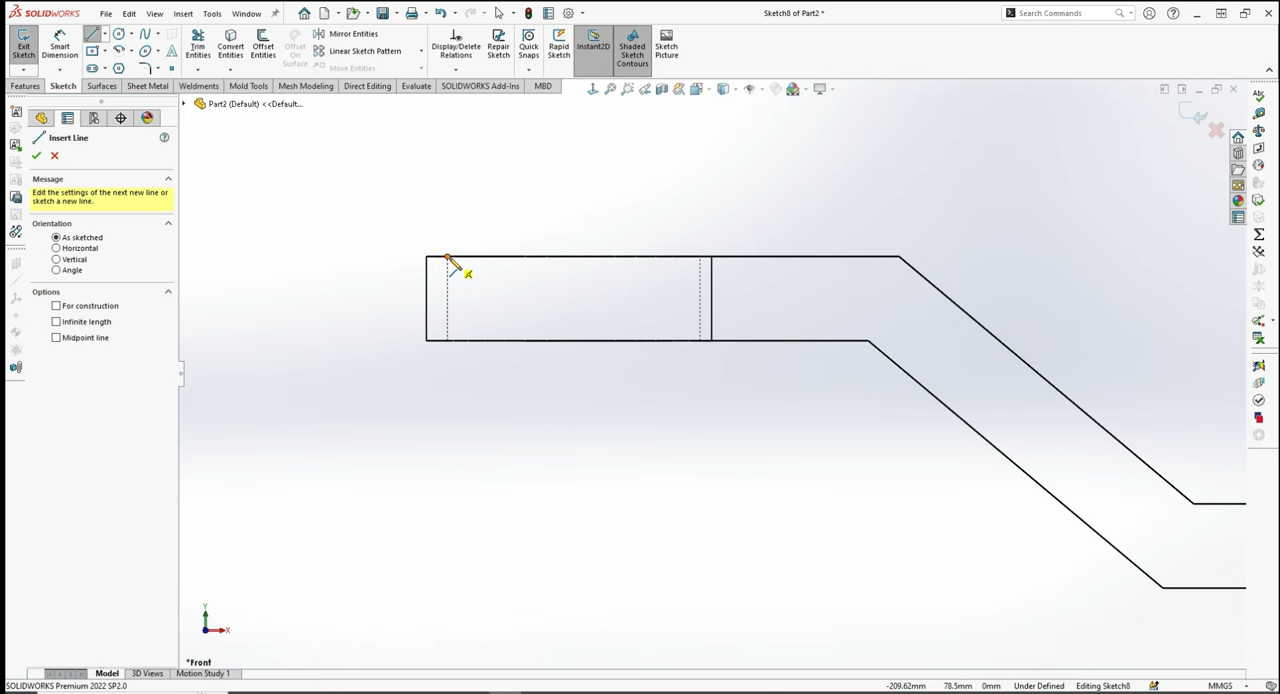 SOLIDWORKS
File
Edit
View
Insert
Tools
Window
Sketch8 of Part2 *
Search Commands
Exit Sketch
Smart Dimension
Trim Entities
Convert Entities
Offset Entities
Offset On Surface
Mirror Entities
Linear Sketch Pattern
Move Entities
Display/Delete Relations
Repair Sketch
Quick Snaps
Rapid Sketch
Instant2D
Shaded Sketch Contours
Sketch Picture
Features
Sketch
Surfaces
Sheet Metal
Weldments
Mold Tools
Mesh Modeling
Direct Editing
Evaluate
SOLIDWORKS Add-Ins
MBD
Part2 (Default) <<Default...
Insert Line
Message
Edit the settings of the next new line or
sketch a new line.
Orientation
As sketched
Horizontal
Vertical
Angle
Options
For construction
Infinite length
Midpoint line
Y
X
*Front
Model
3D Views
Motion Study 1
SOLIDWORKS Premium 2022 SP2.0
-209.62mm
78.5mm
0mm
Under Defined
Editing Sketch8
MMGS